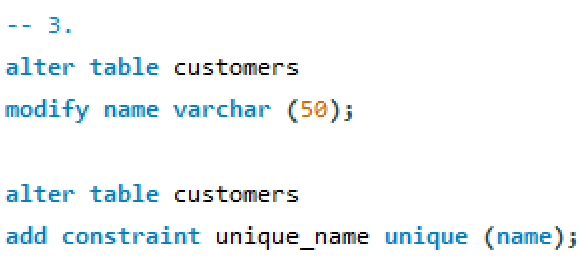 -- 3.
alter table customers
modify name varchar (50);
alter table customers
add constraint unique_name unique (name);